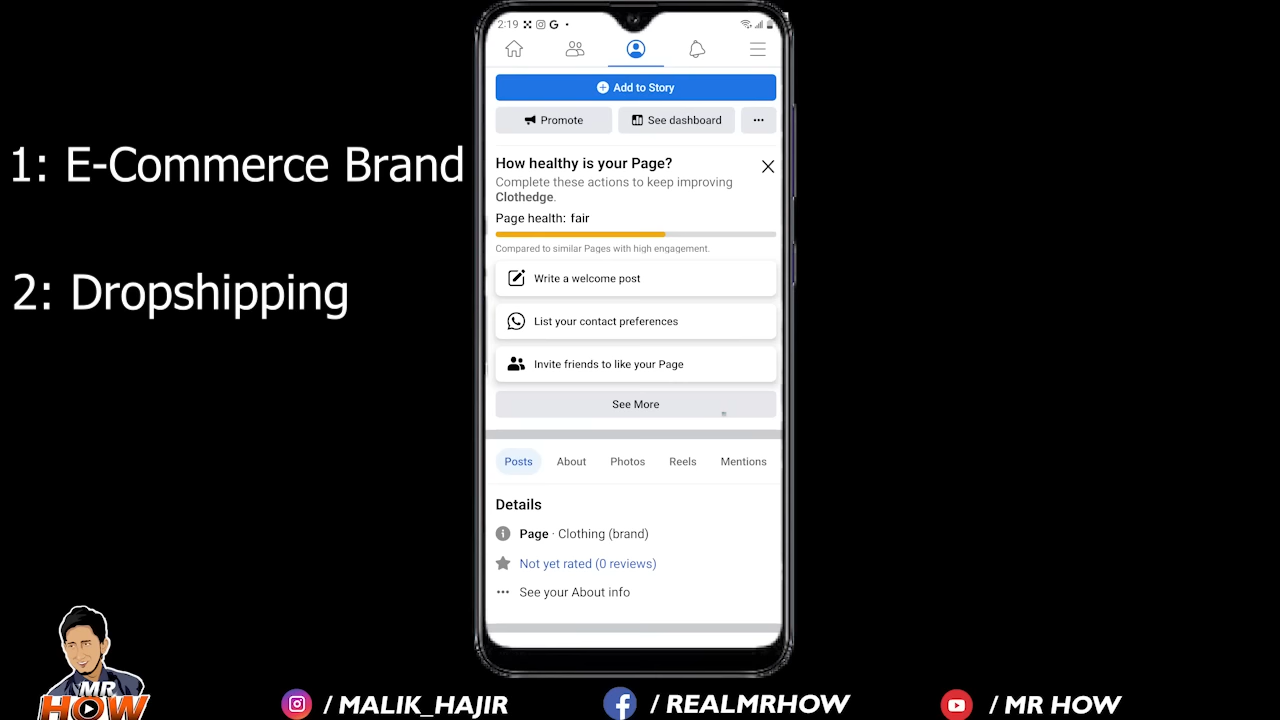 1: E-Commerce Brand
2: Dropshipping
2:19
Add to Story
Promote
See dashboard
How healthy is your Page?
Complete these actions to keep improving
Clothedge.
Page health: fair
Compared to similar Pages with high engagement.
Write a welcome post
List your contact preferences
Invite friends to like your Page
See More
Posts About Photos Reels Mentions
Details
Page · Clothing (brand)
Not yet rated (0 reviews)
See your About info
MR
HOW
/ MALIK_HAJIR
/ REALMRHOW
/ MR HOW